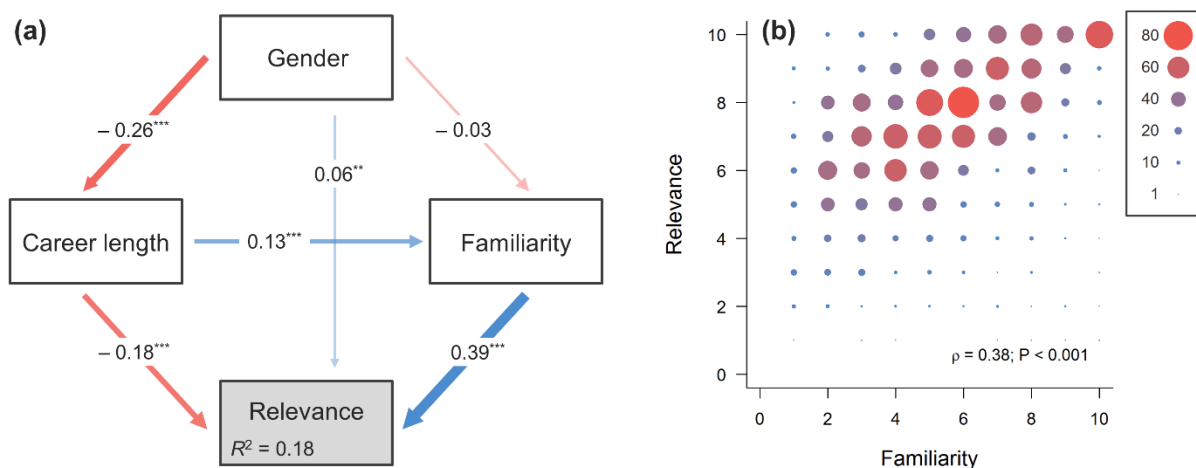 (a)
Gender
– 0.26***
– 0.03
0.06**
Career length
0.13***
Familiarity
– 0.18***
0.39***
Relevance
R² = 0.18
(b)
Relevance
10
8
6
4
2
0
ρ = 0.38; P < 0.001
0 2 4 6 8 10
Familiarity
80
60
40
20
10
1